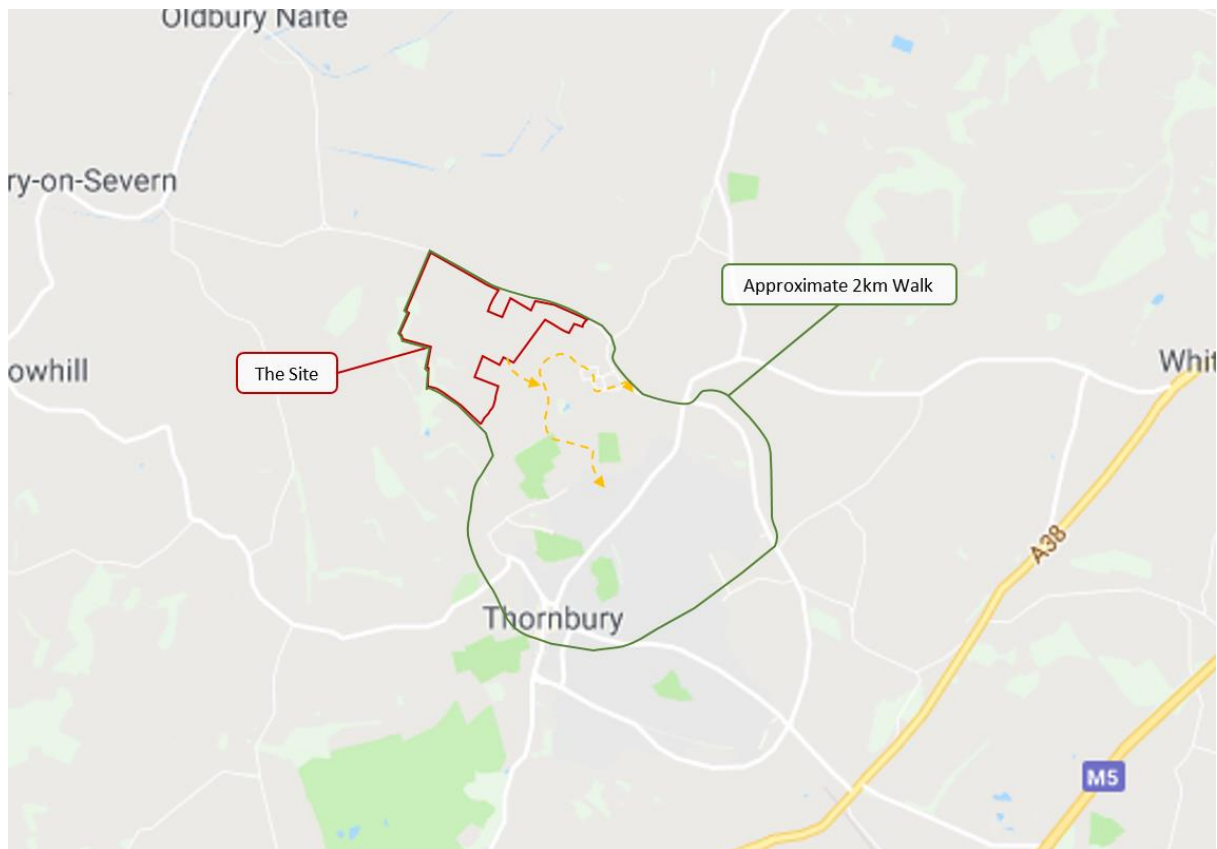 Oldbury Naite
ry-on-Severn
Approximate 2km Walk
The Site
owhill
Whit
A38
Thornbury
M5